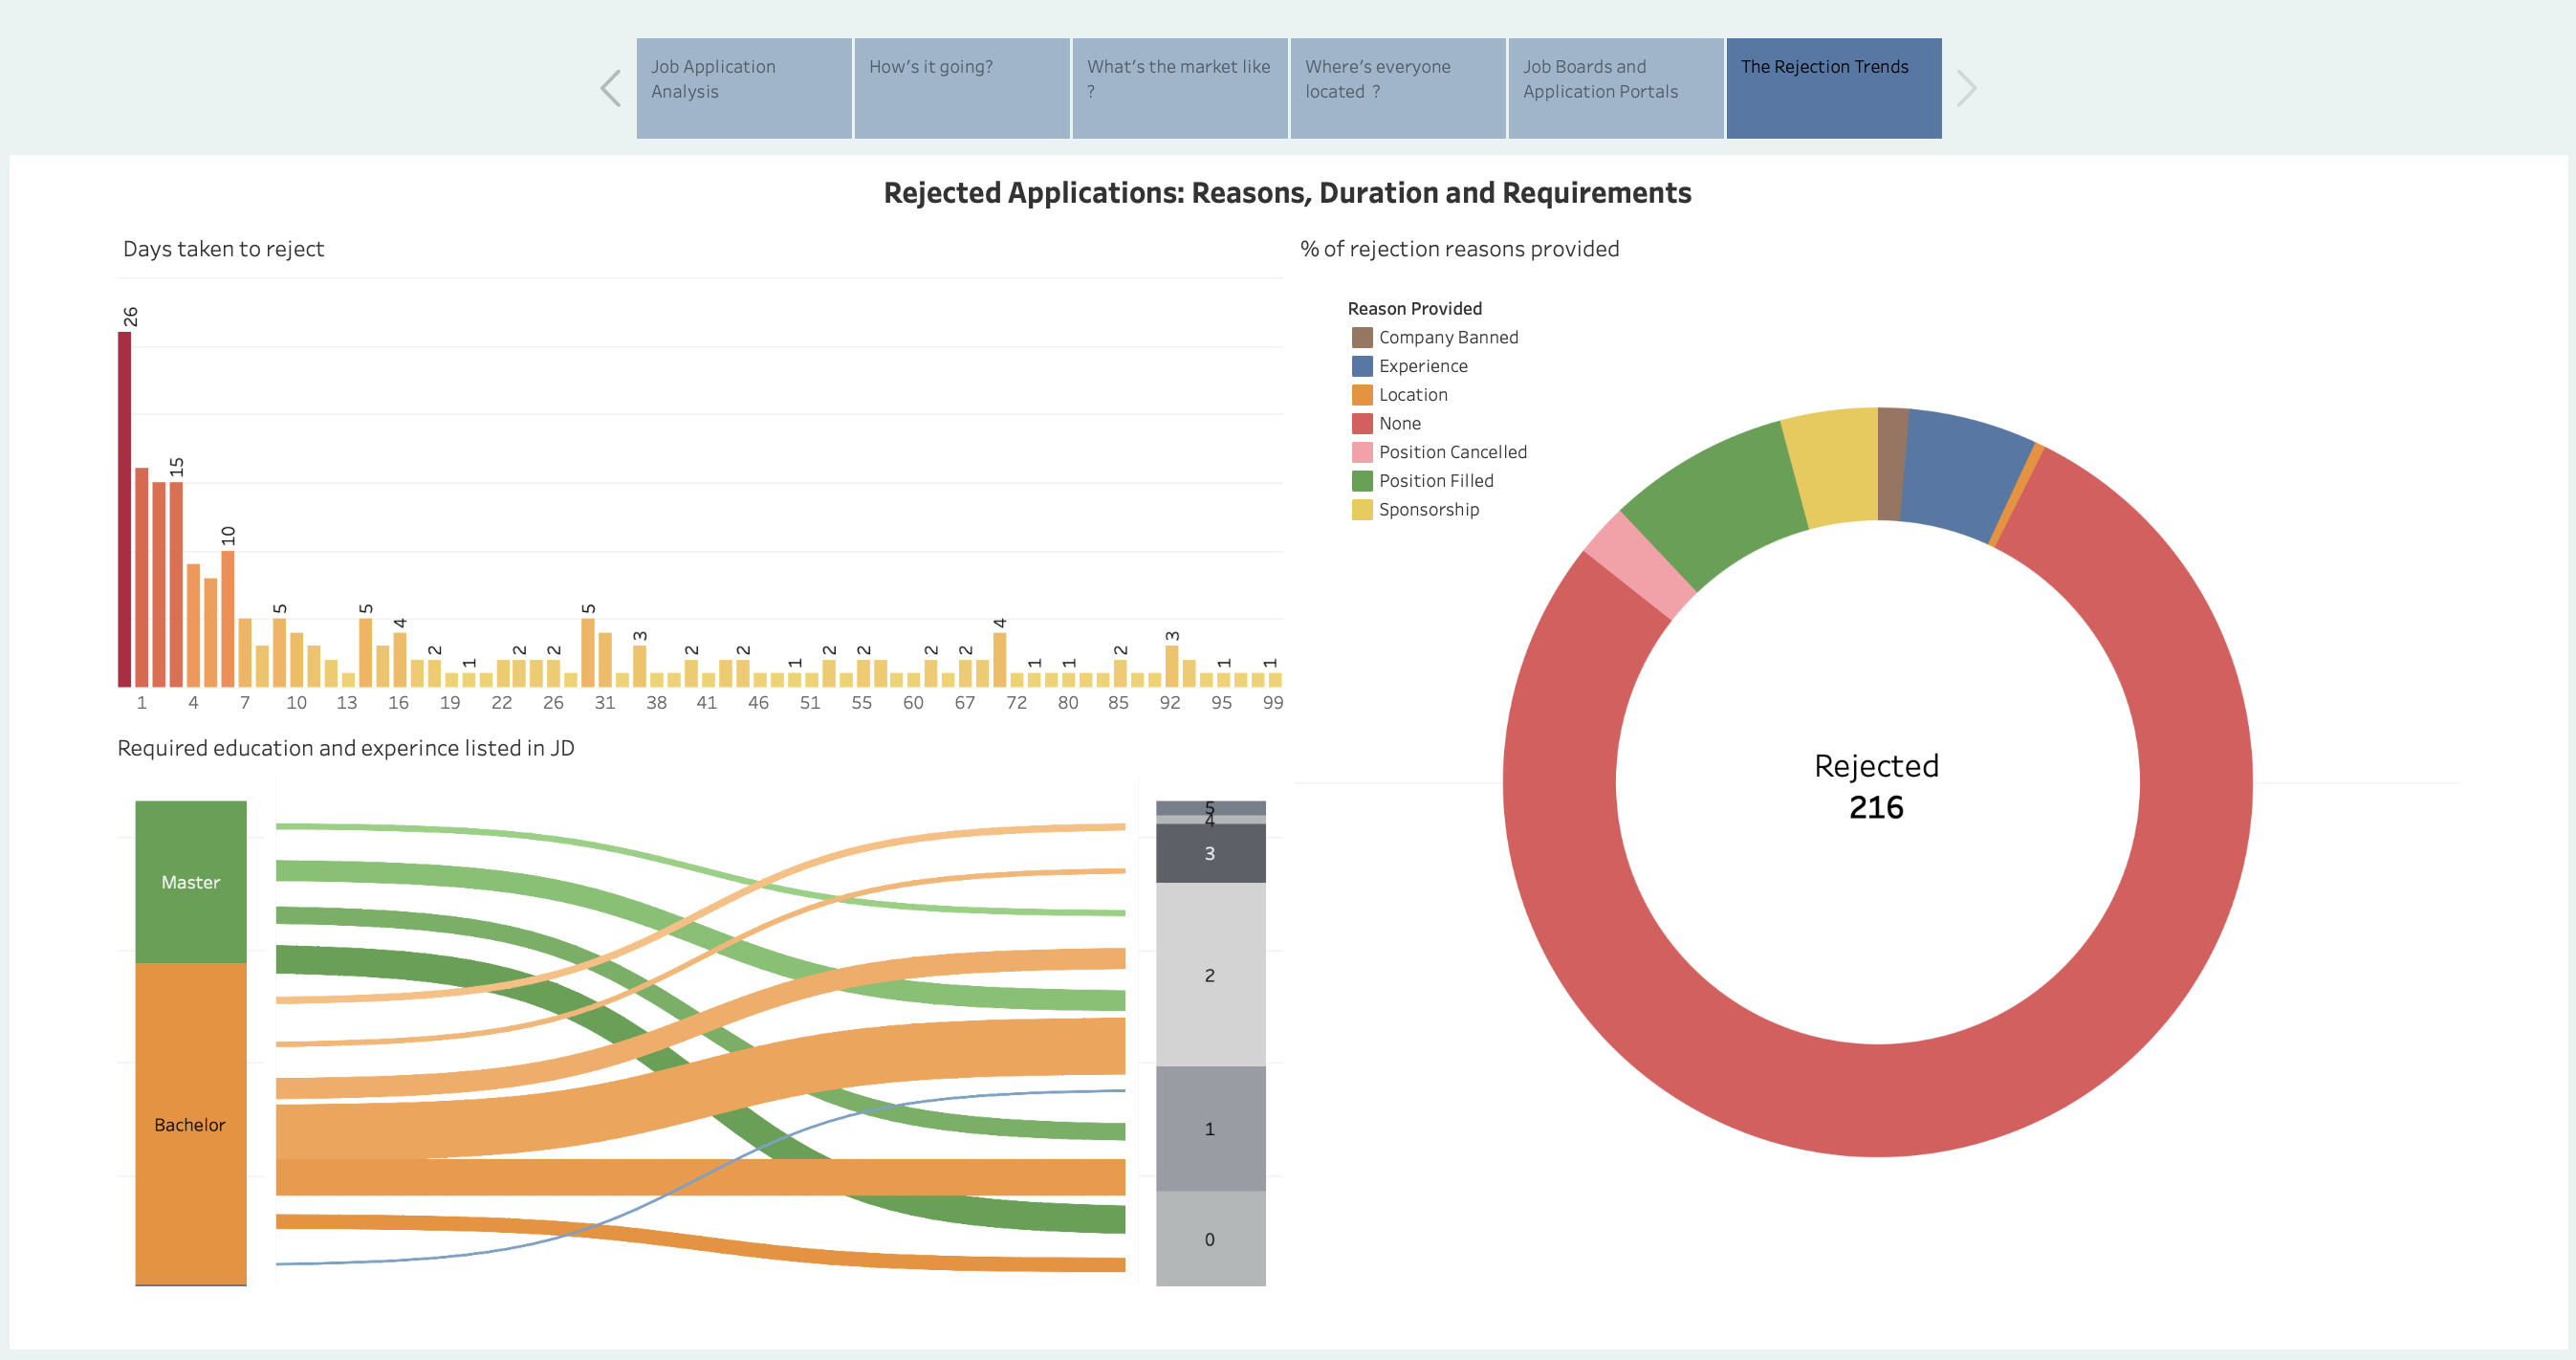 Job Application
Analysis
How's it going?
What's the market like
?
Where's everyone
located ?
Job Boards and
Application Portals
The Rejection Trends
Rejected Applications: Reasons, Duration and Requirements
Days taken to reject
26
15
10
5
5
4
2
1
2
2
5
3
2
2
1
2
2
2
2
4
1
1
2
3
1
1
1
4
7
10
13
16
19
22
26
31
38
41
46
51
55
60
67
72
80
85
92
95
99
Required education and experince listed in JD
Master
Bachelor
5
4
3
2
1
0
% of rejection reasons provided
Reason Provided
Company Banned
Experience
Location
None
Position Cancelled
Position Filled
Sponsorship
Rejected
216